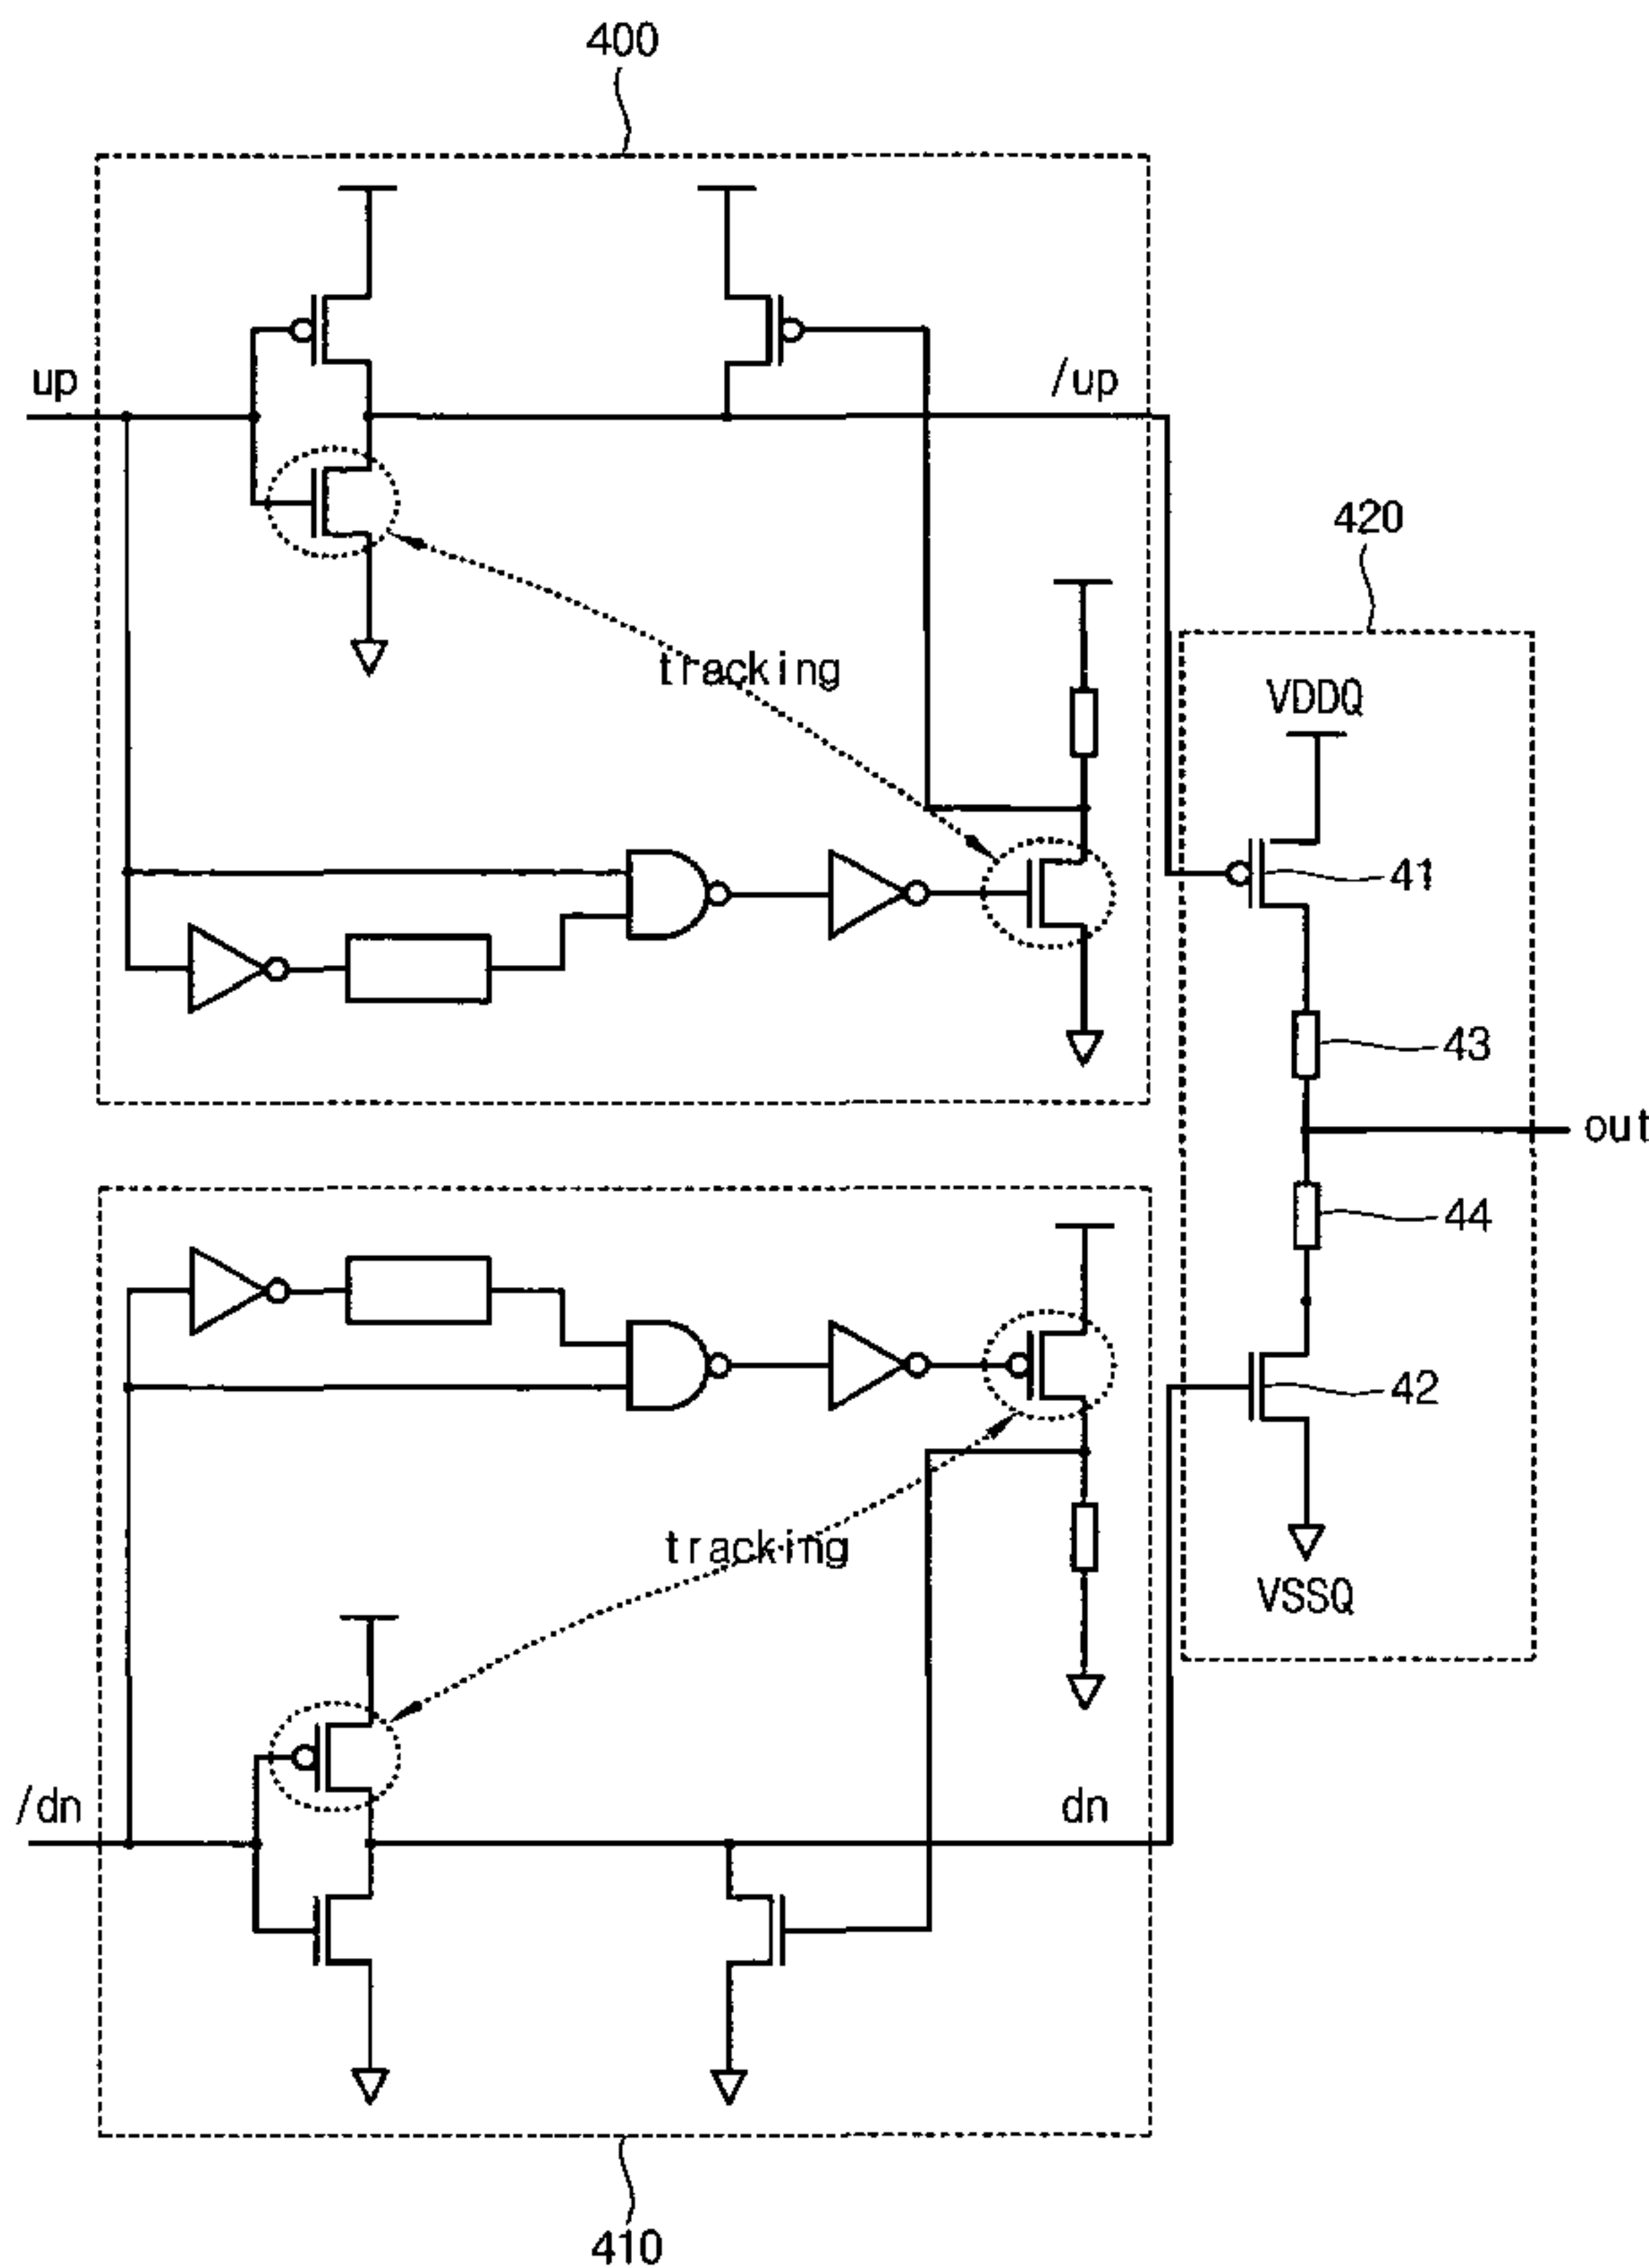 400
up
/up
tracking
420
VDDQ
41
43
out
44
42
tracking
VSSQ
/dn
dn
410